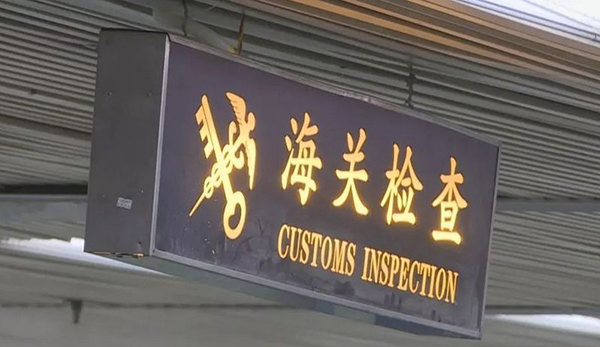 海关检查
CUSTOMS INSPECTION